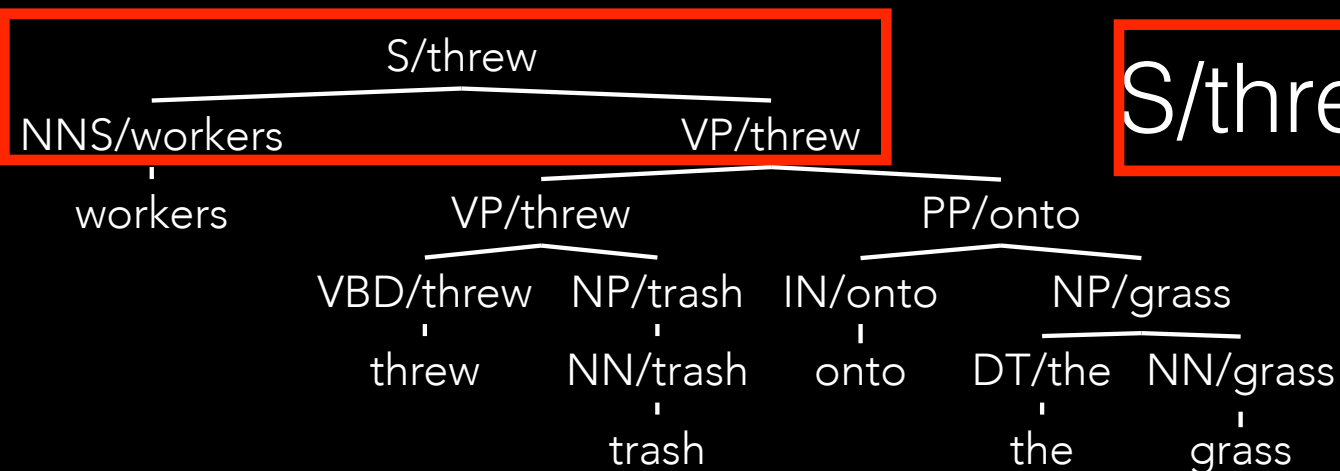 S/threw
NNS/workers VP/threw
workers VP/threw PP/onto
VBD/threw NP/trash IN/onto NP/grass
threw NN/trash onto DT/the NN/grass
trash the grass
S/thre